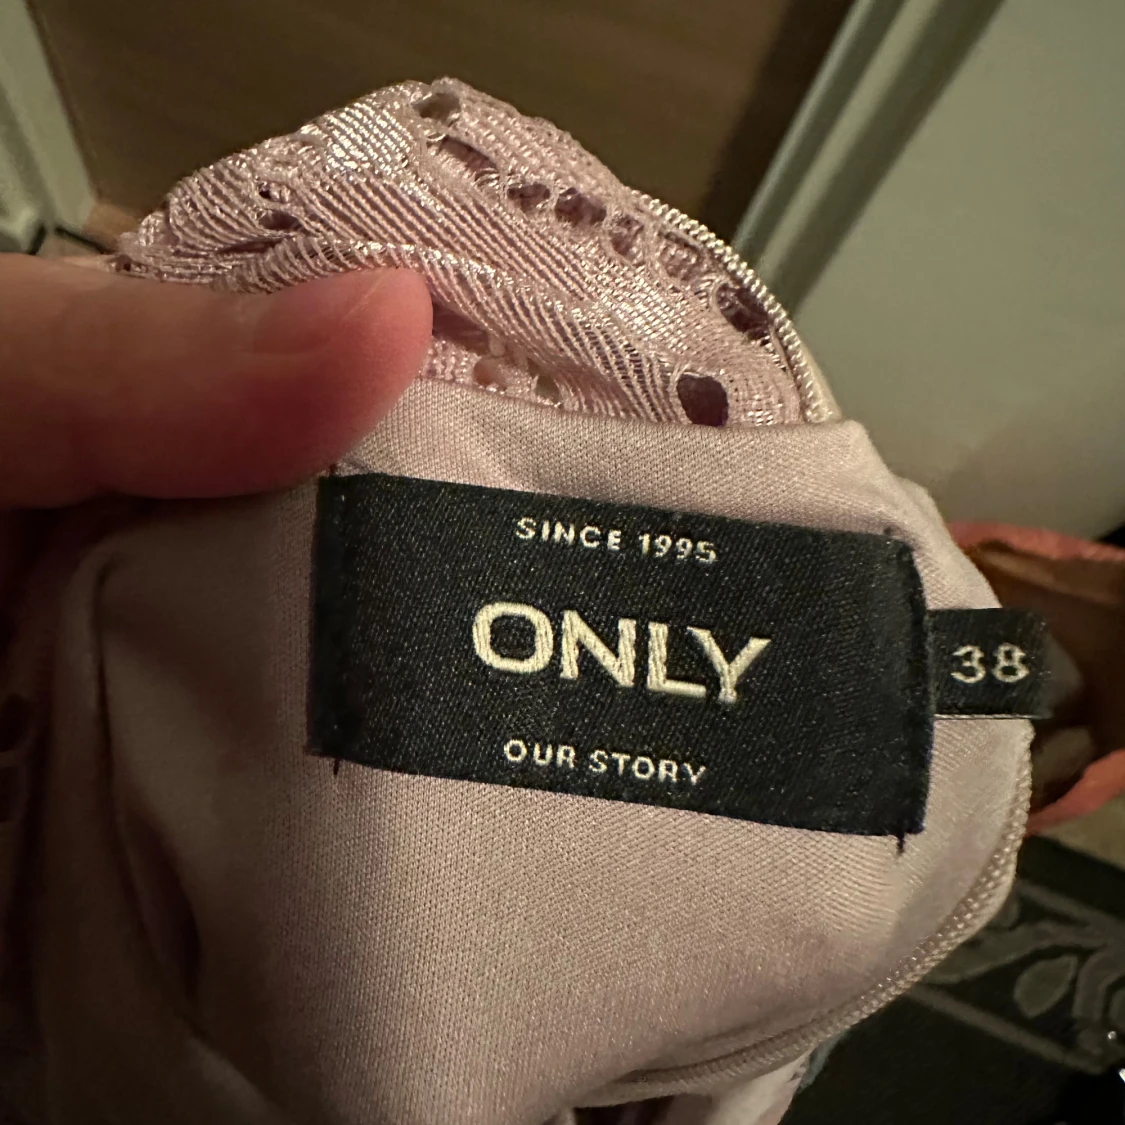 SINCE 1995
ONLY
38
OUR STORY